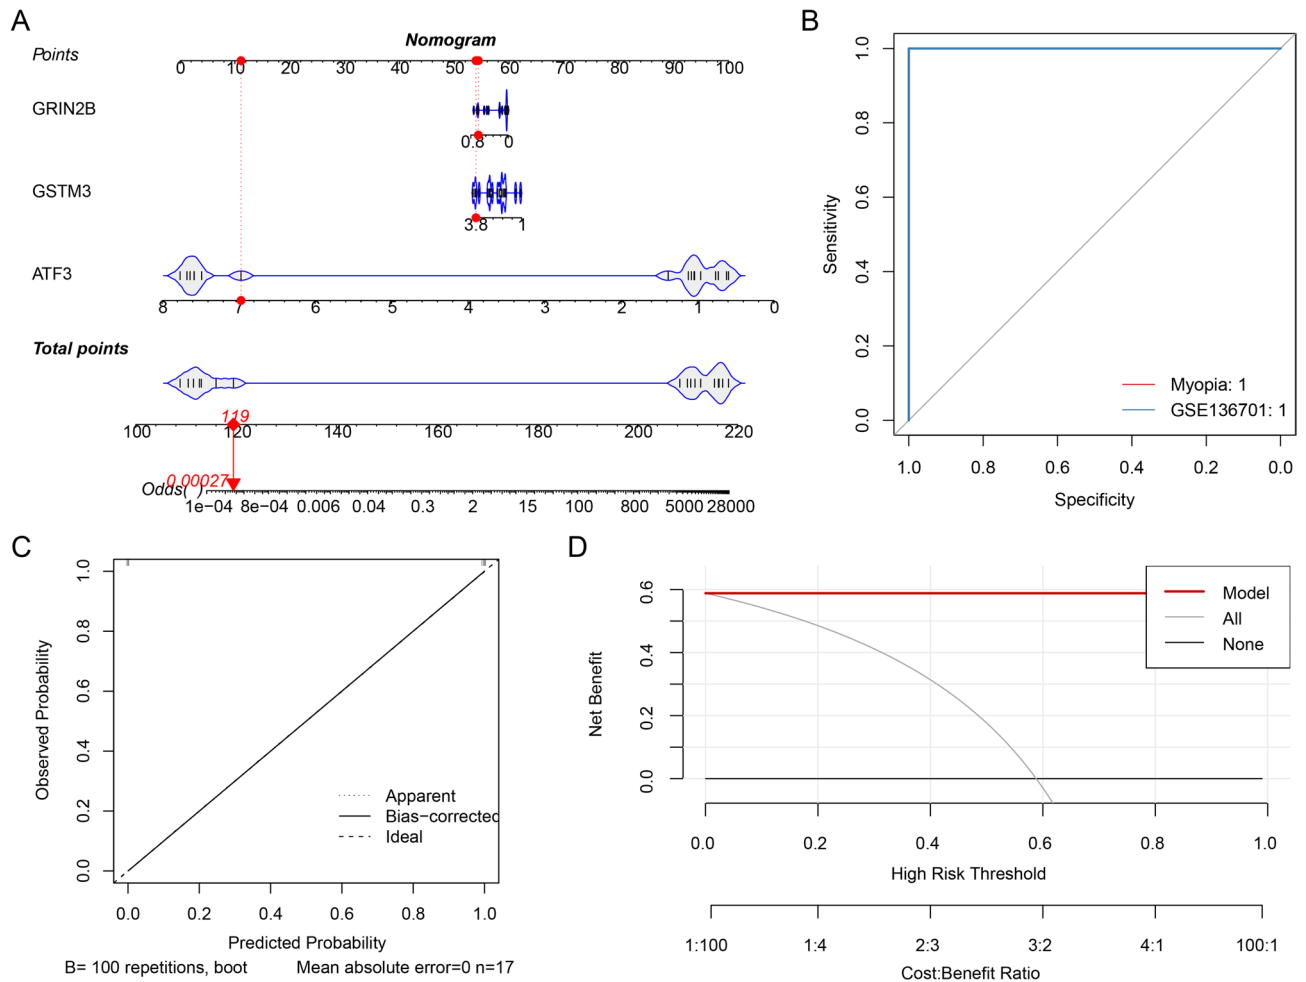 A
Nomogram
Points
0 10 20 30 40 50 60 70 80 90 100
GRIN2B
0.8 0
GSTM3
3.8 1
ATF3
8 7 6 5 4 3 2 1 0
Total points
119
100 120 140 160 180 200 220
0.00027
Odds( )
1e−04 8e−04 0.006 0.04 0.3 2 15 100 800 5000 28000
B
Sensitivity
1.0
0.8
0.6
0.4
0.2
0.0
Myopia: 1
GSE136701: 1
1.0 0.8 0.6 0.4 0.2 0.0
Specificity
C
Observed Probability
1.0
0.8
0.6
0.4
0.2
0.0
Apparent
Bias−corrected
Ideal
0.0 0.2 0.4 0.6 0.8 1.0
Predicted Probability
B= 100 repetitions, boot Mean absolute error=0 n=17
D
Net Benefit
0.6
0.4
0.2
0.0
Model
All
None
0.0 0.2 0.4 0.6 0.8 1.0
High Risk Threshold
1:100 1:4 2:3 3:2 4:1 100:1
Cost:Benefit Ratio